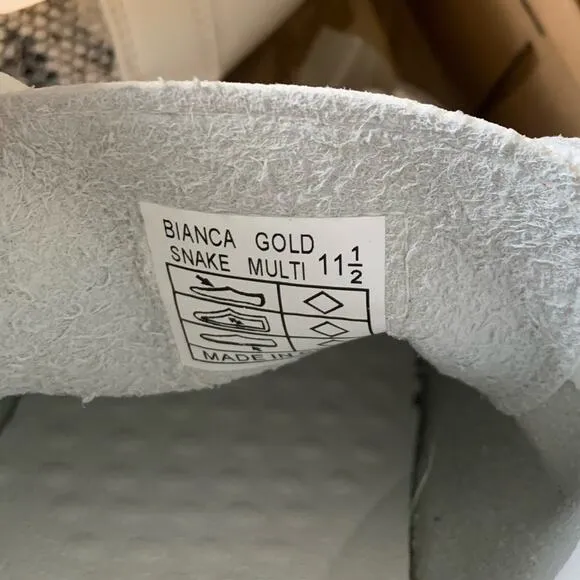 BIANCA GOLD
SNAKE MULTI 11 1/2
MADE IN